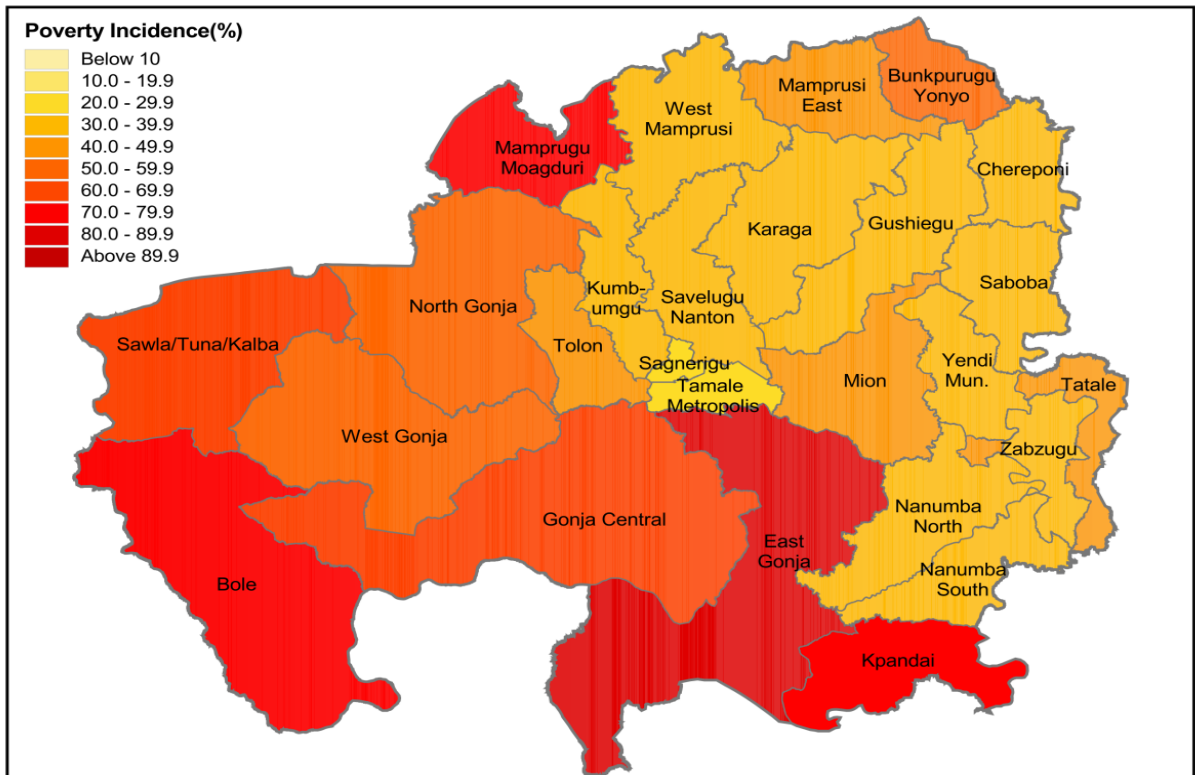 Poverty Incidence(%)
Below 10
10.0 - 19.9
20.0 - 29.9
30.0 - 39.9
40.0 - 49.9
50.0 - 59.9
60.0 - 69.9
70.0 - 79.9
80.0 - 89.9
Above 89.9
Bunkpurugu
Yonyo
Mamprusi
East
West
Mamprusi
Mamprugu
Moagduri
Chereponi
Karaga
Gushiegu
Saboba
Kumb-
umgu
Savelugu
Nanton
North Gonja
Sawla/Tuna/Kalba
Tolon
Sagnerigu
Tamale
Metropolis
Mion
Yendi
Mun.
Tatale
West Gonja
Zabzugu
Gonja Central
Nanumba
North
East
Gonja
Nanumba
South
Bole
Kpandai